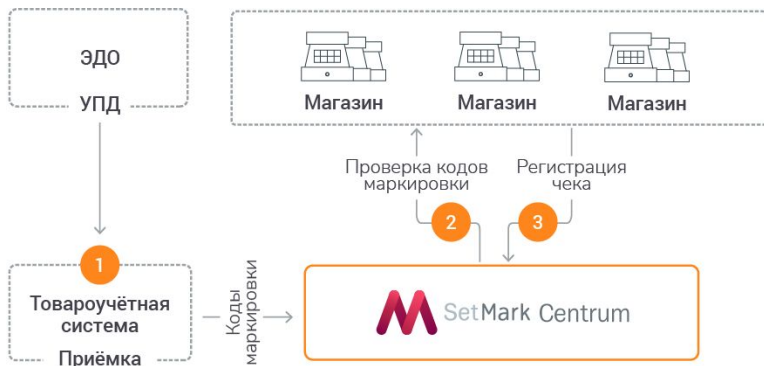 ЭДО
УПД
Магазин
Магазин
Магазин
Проверка кодов
маркировки
Регистрация
чека
2
3
1
Товароучётная
система
Приёмка
Коды
маркировки
SetMark Centrum